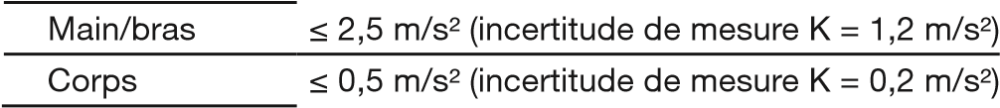 Main/bras ≤ 2,5 m/s² (incertitude de mesure K = 1,2 m/s²)
Corps ≤ 0,5 m/s² (incertitude de mesure K = 0,2 m/s²)